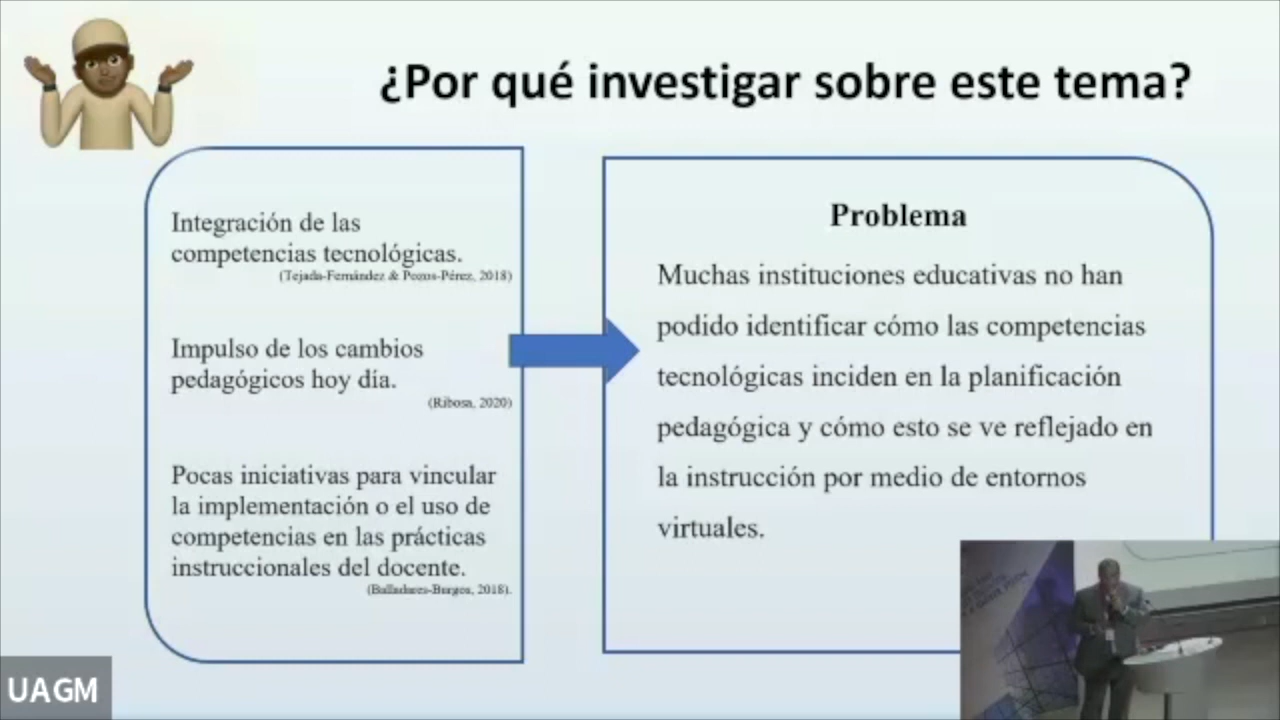 ¿Por qué investigar sobre este tema?
Integración de las
competencias tecnológicas.
(Tejada-Fernández & Pozos-Pérez, 2018)
Impulso de los cambios
pedagógicos hoy día.
(Ribosa, 2020)
Pocas iniciativas para vincular
la implementación o el uso de
competencias en las prácticas
instruccionales del docente.
(Balladares-Burgos, 2018).
Problema
Muchas instituciones educativas no han
podido identificar cómo las competencias
tecnológicas inciden en la planificación
pedagógica y cómo esto se ve reflejado en
la instrucción por medio de entornos
virtuales.
UAGM